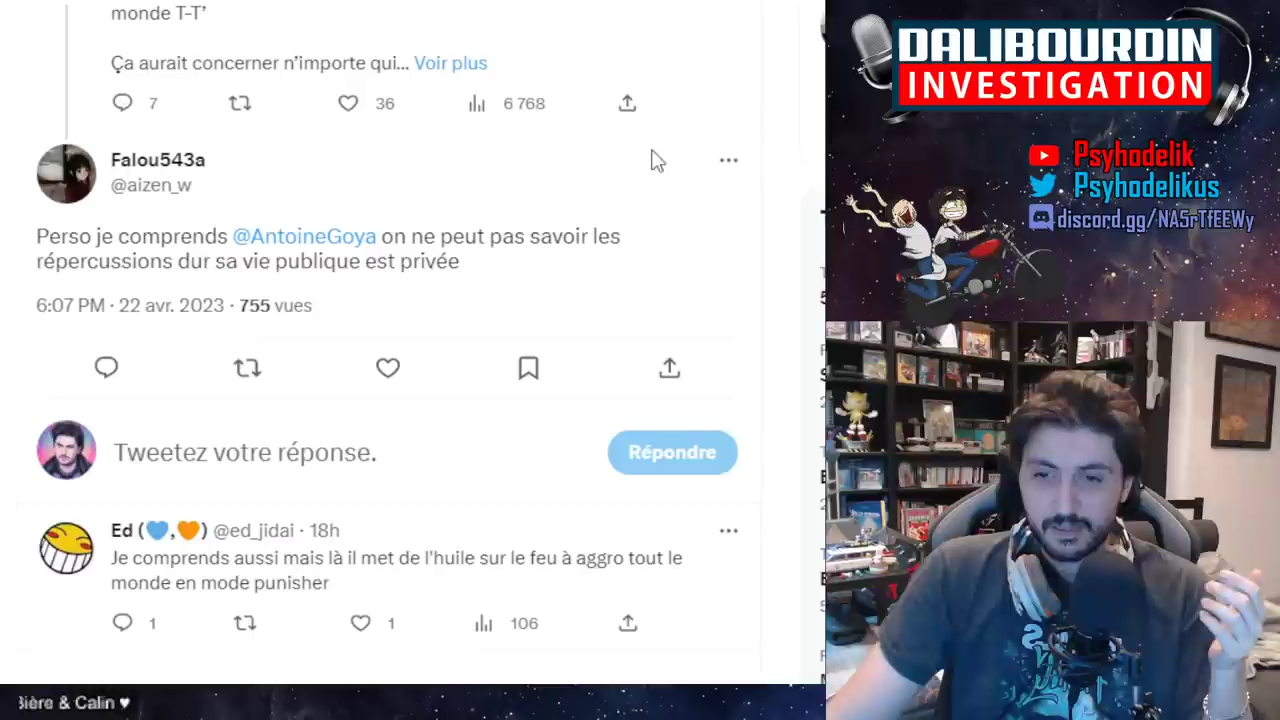 monde T-T'
Ça aurait concerner n'importe qui... Voir plus
7 36 6 768
Falou543a
@aizen_w
Perso je comprends @AntoineGoya on ne peut pas savoir les
répercussions dur sa vie publique est privée
6:07 PM · 22 avr. 2023 · 755 vues
Tweetez votre réponse.
Répondre
Ed (💙,🧡) @ed_jidai · 18h
Je comprends aussi mais là il met de l'huile sur le feu à aggro tout le
monde en mode punisher
1 1 106
Bière & Calin ♥
DALIBOURDIN
INVESTIGATION
Psyhodelik
Psyhodelikus
discord.gg/NA5rTfEEWy